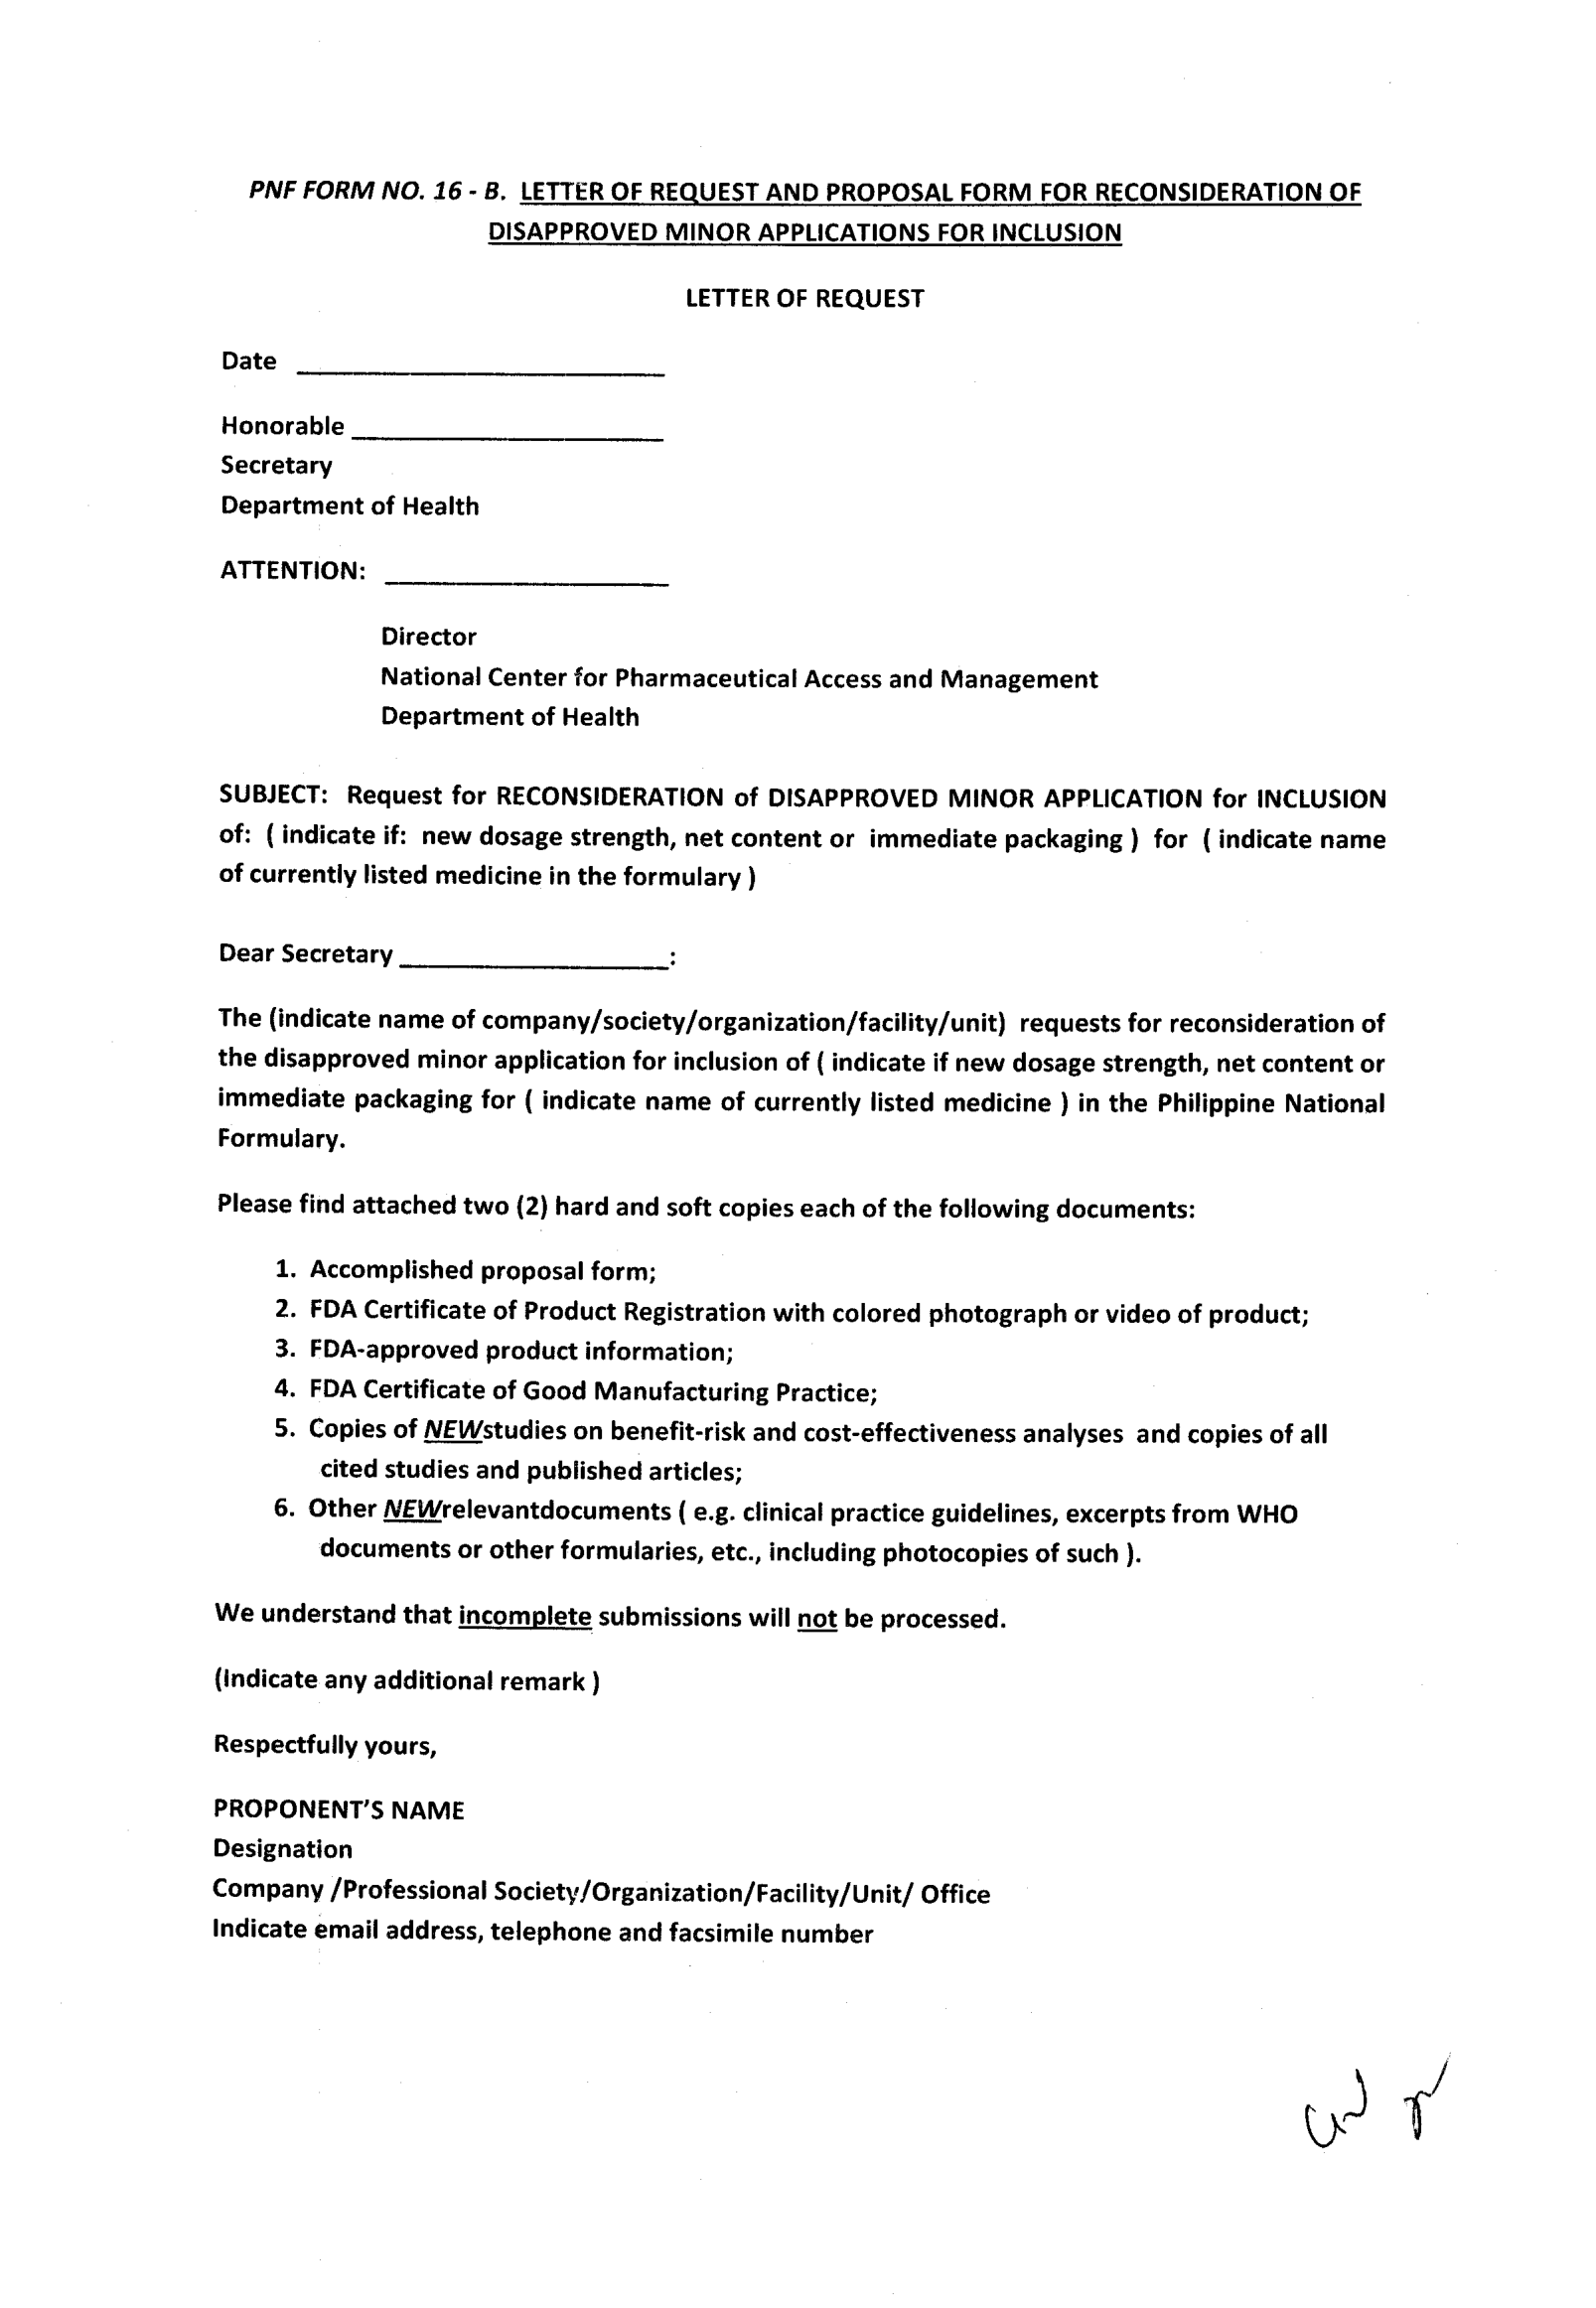 PNF FORM NO. 16 - B. LETTER OF REQUEST AND PROPOSAL FORM FOR RECONSIDERATION OF
DISAPPROVED MINOR APPLICATIONS FOR INCLUSION
LETTER OF REQUEST
Date ______________________
Honorable ______________________
Secretary
Department of Health
ATTENTION: ______________________
Director
National Center for Pharmaceutical Access and Management
Department of Health
SUBJECT: Request for RECONSIDERATION of DISAPPROVED MINOR APPLICATION for INCLUSION
of: ( indicate if: new dosage strength, net content or immediate packaging ) for ( indicate name
of currently listed medicine in the formulary )
Dear Secretary ____________________:
The (indicate name of company/society/organization/facility/unit) requests for reconsideration of
the disapproved minor application for inclusion of ( indicate if new dosage strength, net content or
immediate packaging for ( indicate name of currently listed medicine ) in the Philippine National
Formulary.
Please find attached two (2) hard and soft copies each of the following documents:
1. Accomplished proposal form;
2. FDA Certificate of Product Registration with colored photograph or video of product;
3. FDA-approved product information;
4. FDA Certificate of Good Manufacturing Practice;
5. Copies of NEWstudies on benefit-risk and cost-effectiveness analyses and copies of all
cited studies and published articles;
6. Other NEWrelevantdocuments ( e.g. clinical practice guidelines, excerpts from WHO
documents or other formularies, etc., including photocopies of such ).
We understand that incomplete submissions will not be processed.
(Indicate any additional remark )
Respectfully yours,
PROPONENT'S NAME
Designation
Company /Professional Society/Organization/Facility/Unit/ Office
Indicate email address, telephone and facsimile number